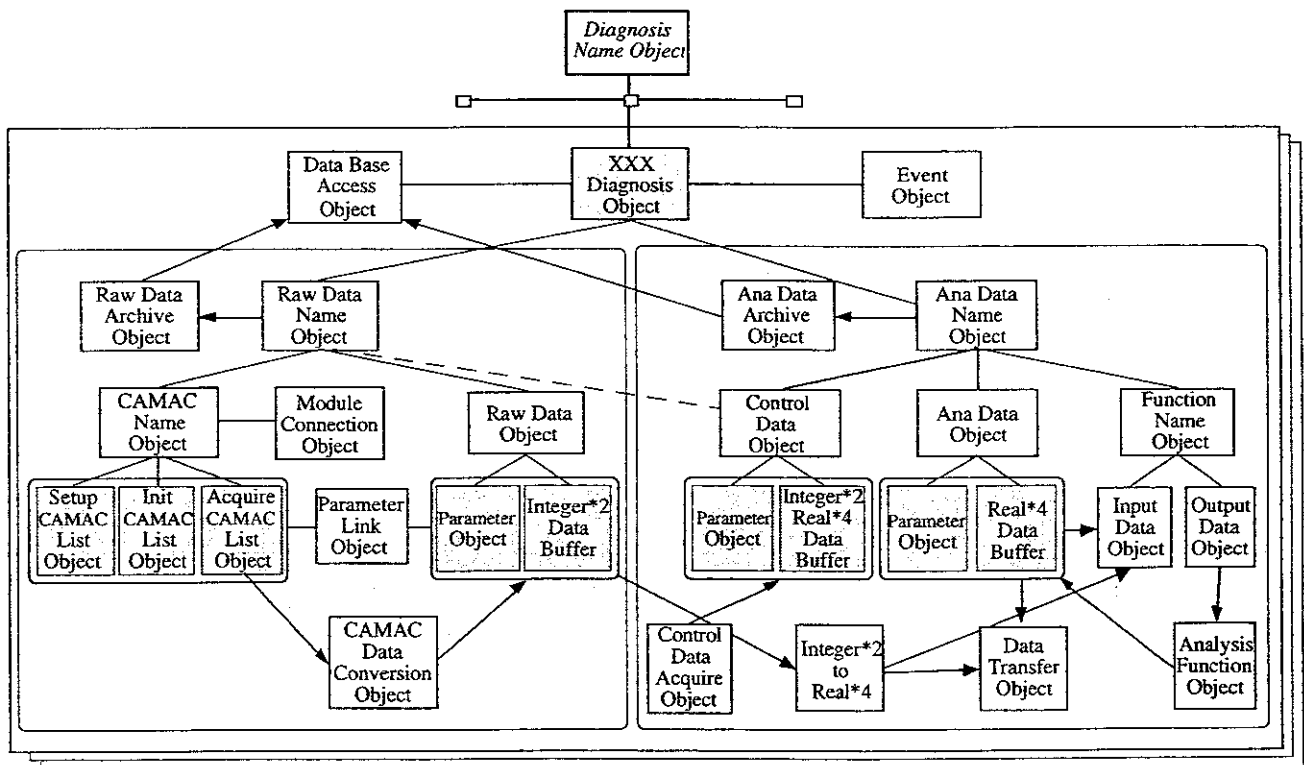 Diagnosis
Name Object
Data Base
Access
Object
XXX
Diagnosis
Object
Event
Object
Raw Data
Archive
Object
Raw Data
Name
Object
Ana Data
Archive
Object
Ana Data
Name
Object
CAMAC
Name
Object
Module
Connection
Object
Raw Data
Object
Control
Data
Object
Ana Data
Object
Function
Name
Object
Setup
CAMAC
List
Object
Init
CAMAC
List
Object
Acquire
CAMAC
List
Object
Parameter
Link
Object
Parameter
Object
Integer*2
Data
Buffer
Parameter
Object
Integer*2
Real*4
Data
Buffer
Parameter
Object
Real*4
Data
Buffer
Input
Data
Object
Output
Data
Object
CAMAC
Data
Conversion
Object
Control
Data
Acquire
Object
Integer*2
to
Real*4
Data
Transfer
Object
Analysis
Function
Object